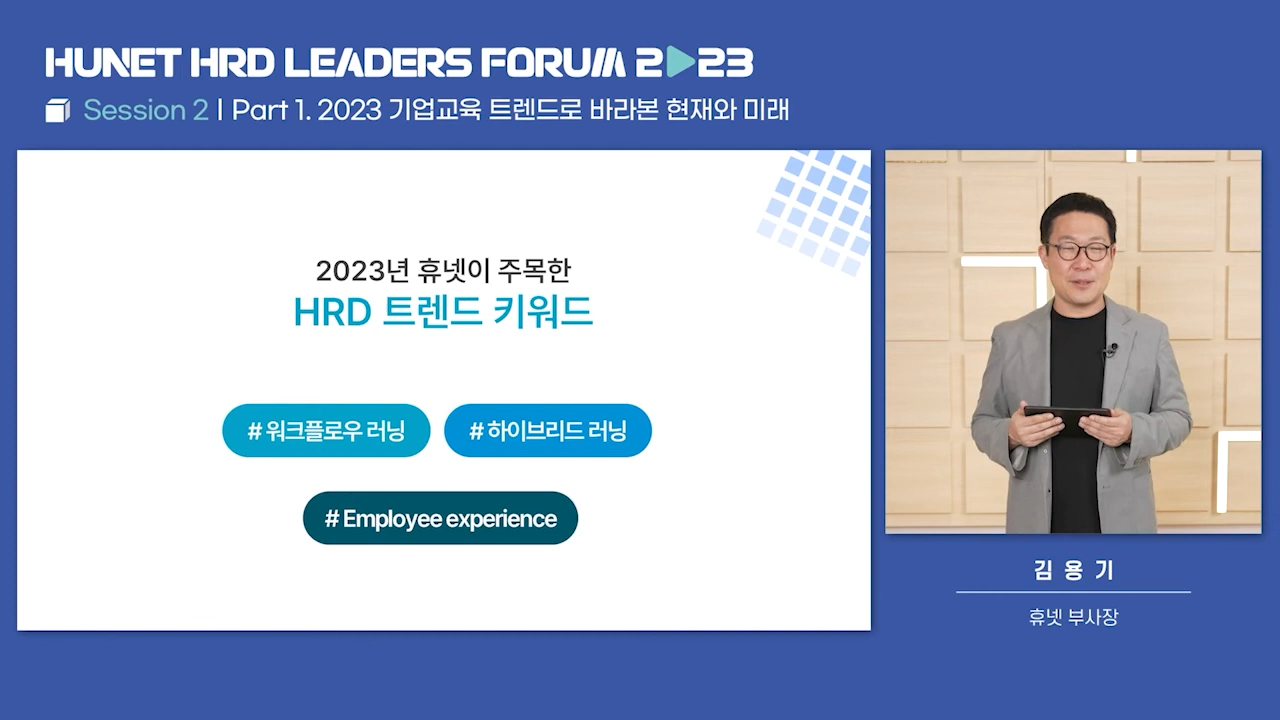 HUNET HRD LEADERS FORUM 2023
Session 2 | Part 1. 2023 기업교육 트렌드로 바라본 현재와 미래
2023년 휴넷이 주목한
HRD 트렌드 키워드
# 워크플로우 러닝
# 하이브리드 러닝
# Employee experience
김 용 기
휴넷 부사장